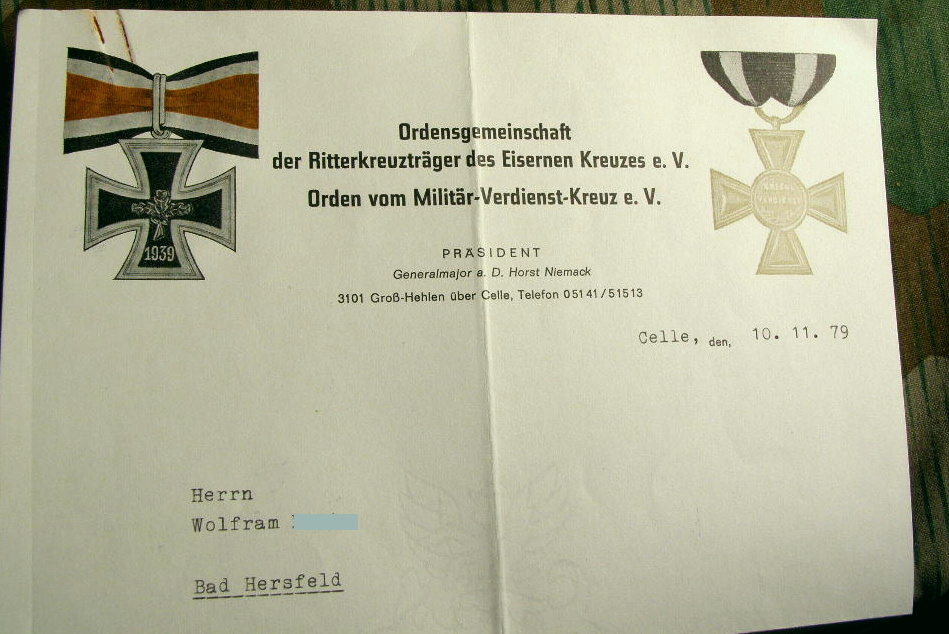 Ordensgemeinschaft
der Ritterkreuzträger des Eisernen Kreuzes e. V.
Orden vom Militär-Verdienst-Kreuz e. V.
PRÄSIDENT
Generalmajor a. D. Horst Niemack
3101 Groß-Hehlen über Celle, Telefon 05141/51513
1939
Celle, den, 10. 11. 79
Herrn
Wolfram
Bad Hersfeld